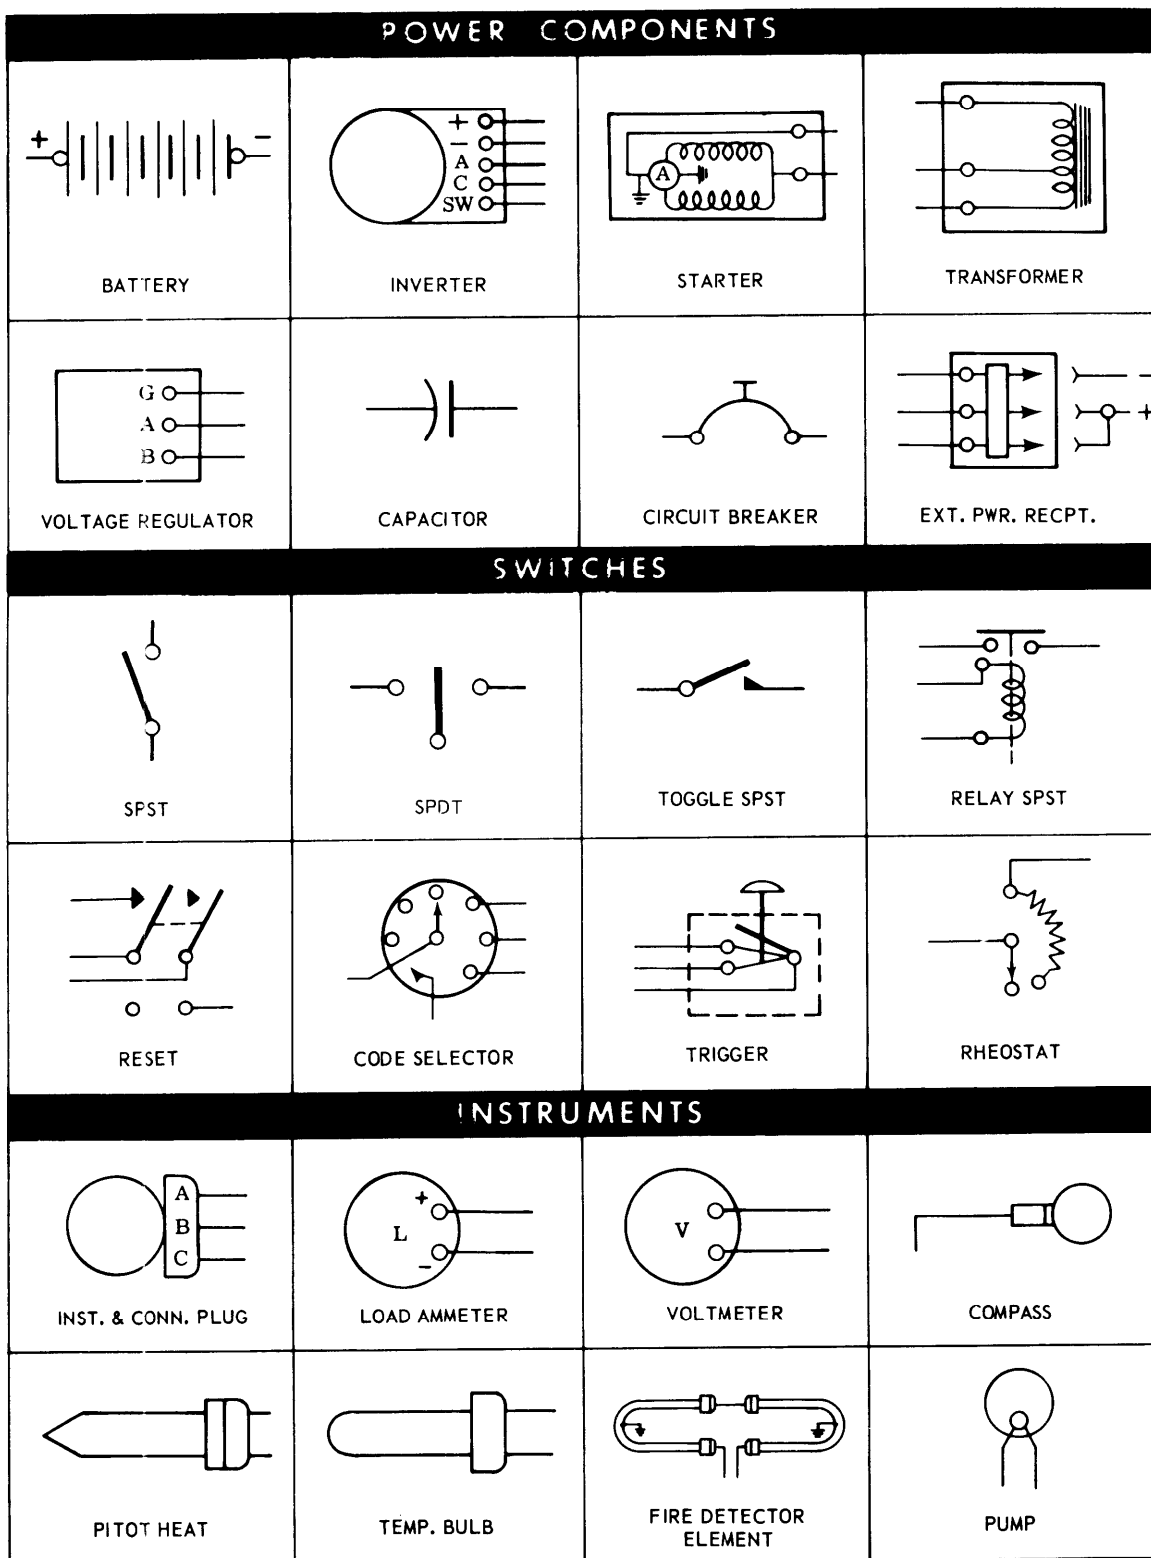 POWER COMPONENTS
+ -
+
-
A
C
SW
A
BATTERY
INVERTER
STARTER
TRANSFORMER
G
A
B
-
+
VOLTAGE REGULATOR
CAPACITOR
CIRCUIT BREAKER
EXT. PWR. RECPT.
SWITCHES
SPST
SPDT
TOGGLE SPST
RELAY SPST
RESET
CODE SELECTOR
TRIGGER
RHEOSTAT
INSTRUMENTS
A
B
C
+
L
-
V
INST. & CONN. PLUG
LOAD AMMETER
VOLTMETER
COMPASS
PITOT HEAT
TEMP. BULB
FIRE DETECTOR
ELEMENT
PUMP